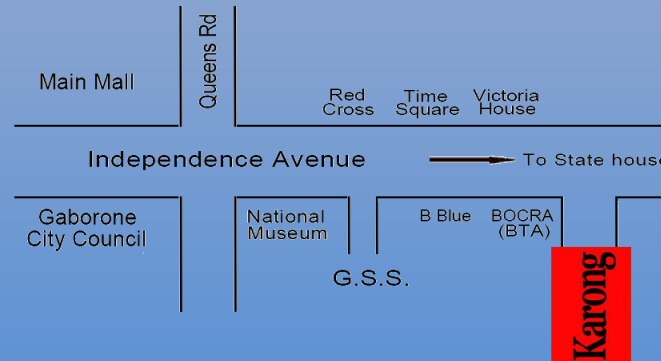 Queens Rd
Main Mall
Red
Cross
Time
Square
Victoria
House
Independence Avenue
To State house
Gaborone
City Council
National
Museum
B Blue
BOCRA
(BTA)
G.S.S.
Karong